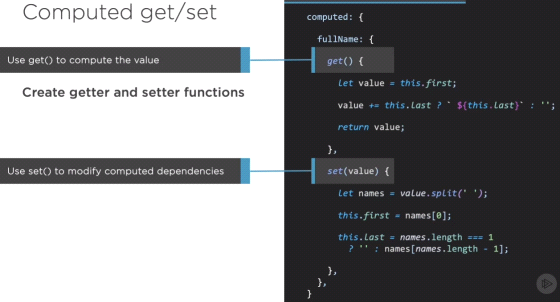 Computed get/set
Use get() to compute the value
Create getter and setter functions
Use set() to modify computed dependencies
computed: {
fullName: {
get() {
let value = this.first;
value += this.last ? ` ${this.last}` : '';
return value;
},
set(value) {
let names = value.split(' ');
this.first = names[0];
this.last = names.length === 1
? '' : names[names.length - 1];
},
},
}